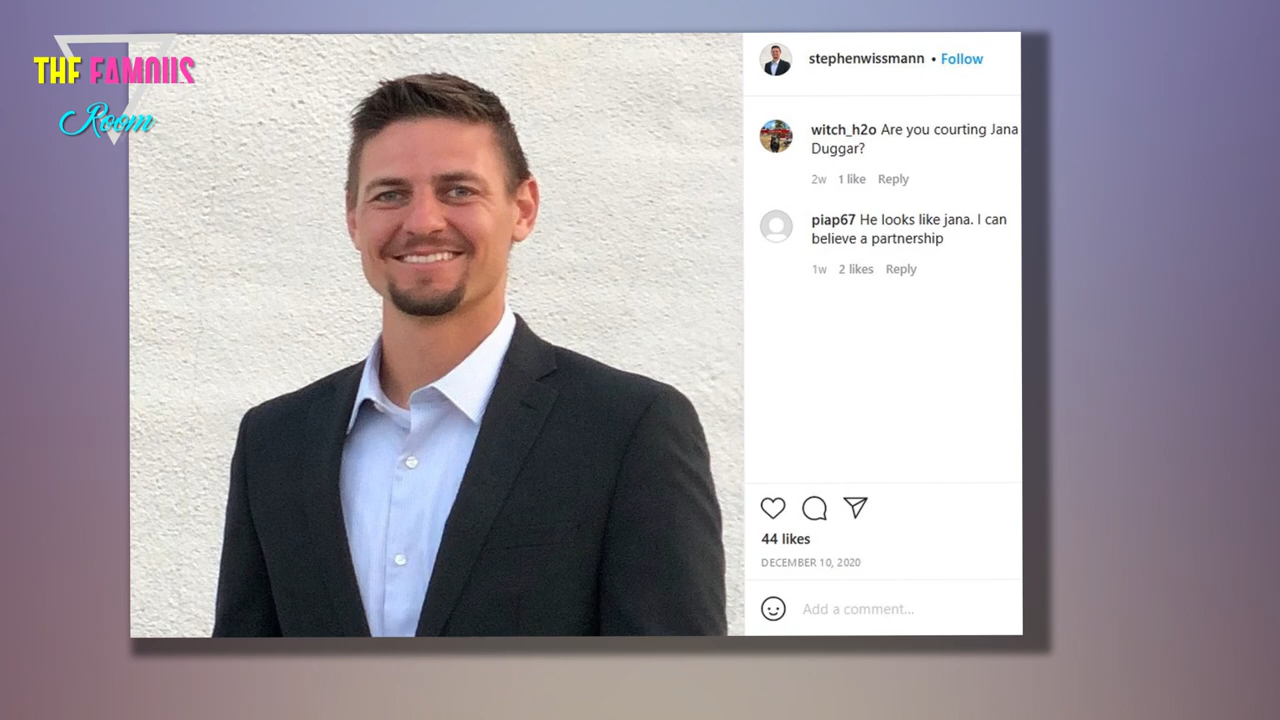 THE FAMOUS
Room
stephenwissmann • Follow
witch_h2o Are you courting Jana
Duggar?
2w 1 like Reply
piap67 He looks like jana. I can
believe a partnership
1w 2 likes Reply
44 likes
DECEMBER 10, 2020
Add a comment...